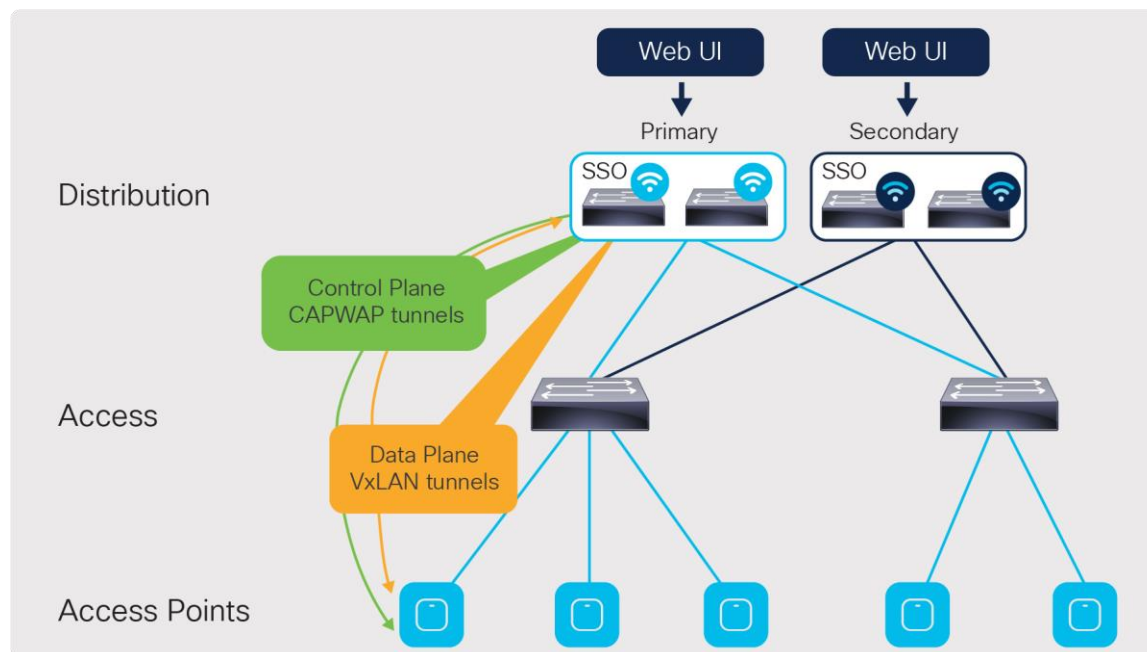 Web UI
Web UI
Primary
Secondary
Distribution
SSO
SSO
Control Plane
CAPWAP tunnels
Access
Data Plane
VxLAN tunnels
Access Points